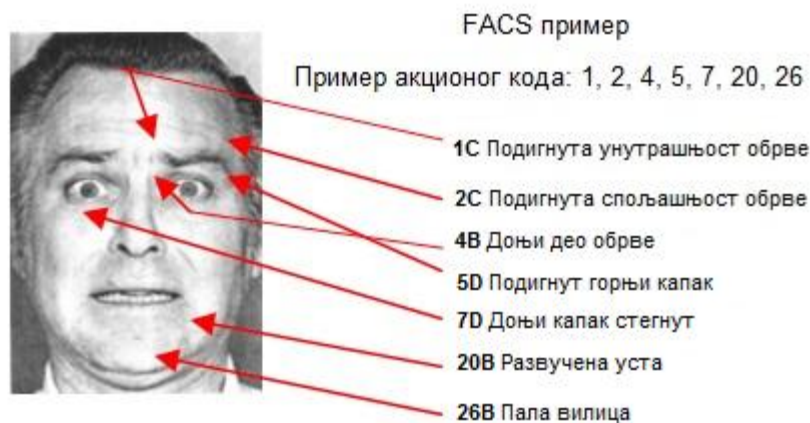 FACS пример
Пример акционог кода: 1, 2, 4, 5, 7, 20, 26
1C Подигнута унутрашњост обрве
2C Подигнута спољашњост обрве
4B Доњи део обрве
5D Подигнут горњи капак
7D Доњи капак стегнут
20B Развучена уста
26B Пала вилица